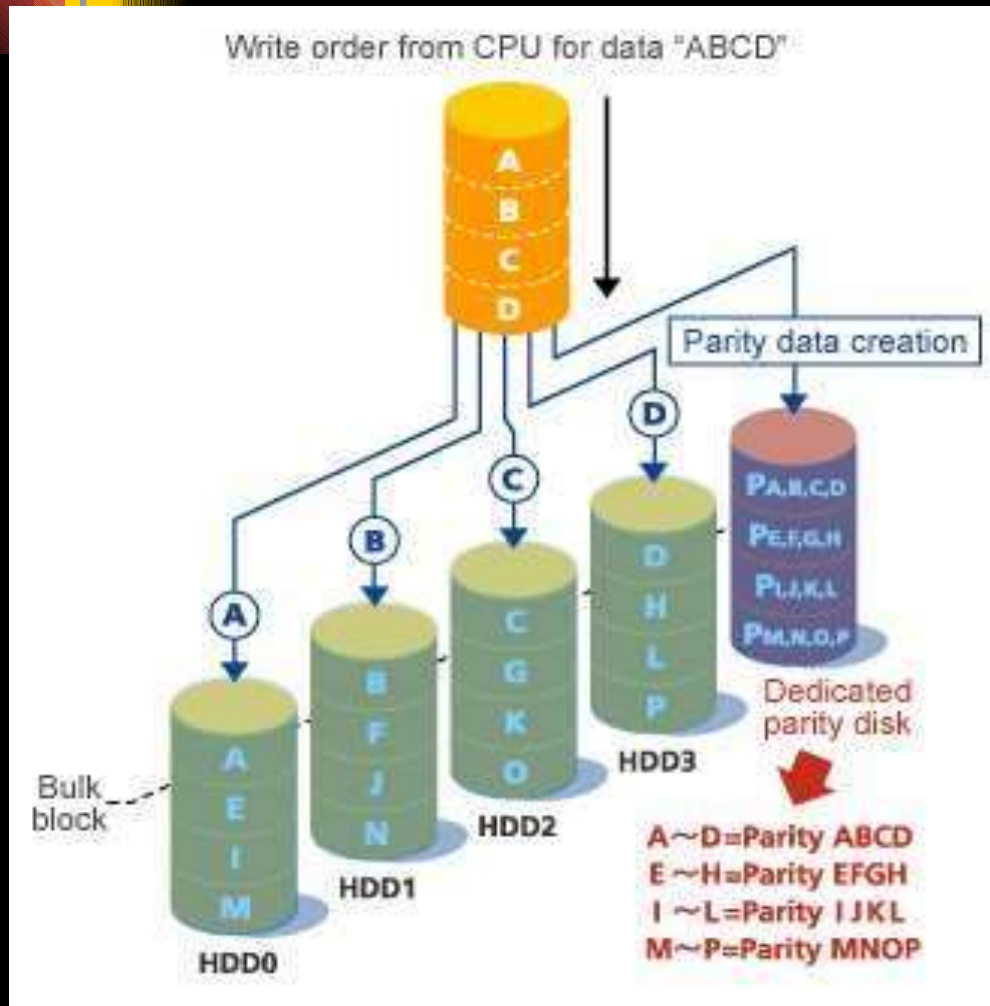 Write order from CPU for data “ABCD”
A
B
C
D
Parity data creation
A
B
C
D
PA,B,C,D
PE,F,G,H
PI,J,K,L
PM,N,O,P
D
H
L
P
C
G
K
O
B
F
J
N
A
E
I
M
Bulk
block
HDD0
HDD1
HDD2
HDD3
Dedicated
parity disk
A～D=Parity ABCD
E～H=Parity EFGH
I～L=Parity IJKL
M～P=Parity MNOP